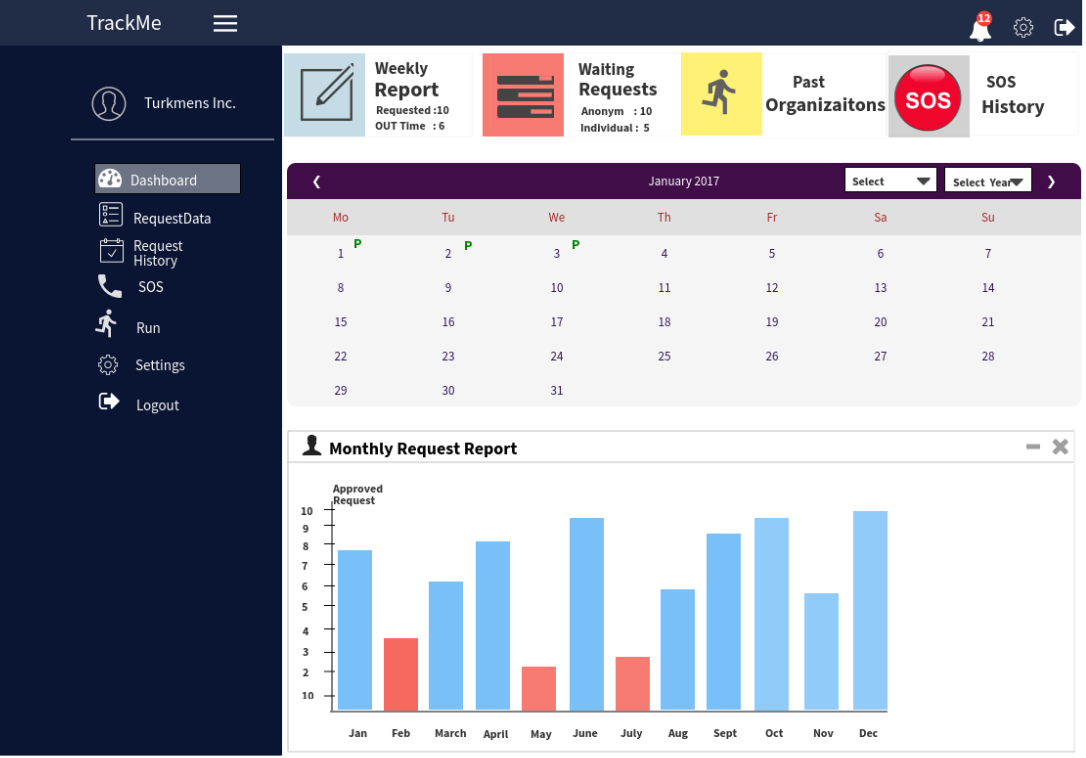 TrackMe
12
Turkmens Inc.
Dashboard
RequestData
Request
History
SOS
Run
Settings
Logout
Weekly
Report
Requested :10
OUT Time : 6
Waiting
Requests
Anonym : 10
Individual : 5
Past
Organizaitons
SOS
SOS
History
❮ January 2017 Select Select Year ❯
Mo Tu We Th Fr Sa Su
1 P 2 P 3 P 4 5 6 7
8 9 10 11 12 13 14
15 16 17 18 19 20 21
22 23 24 25 26 27 28
29 30 31
Monthly Request Report
Approved
Request
10
9
8
7
6
5
4
3
2
10
Jan Feb March April May June July Aug Sept Oct Nov Dec